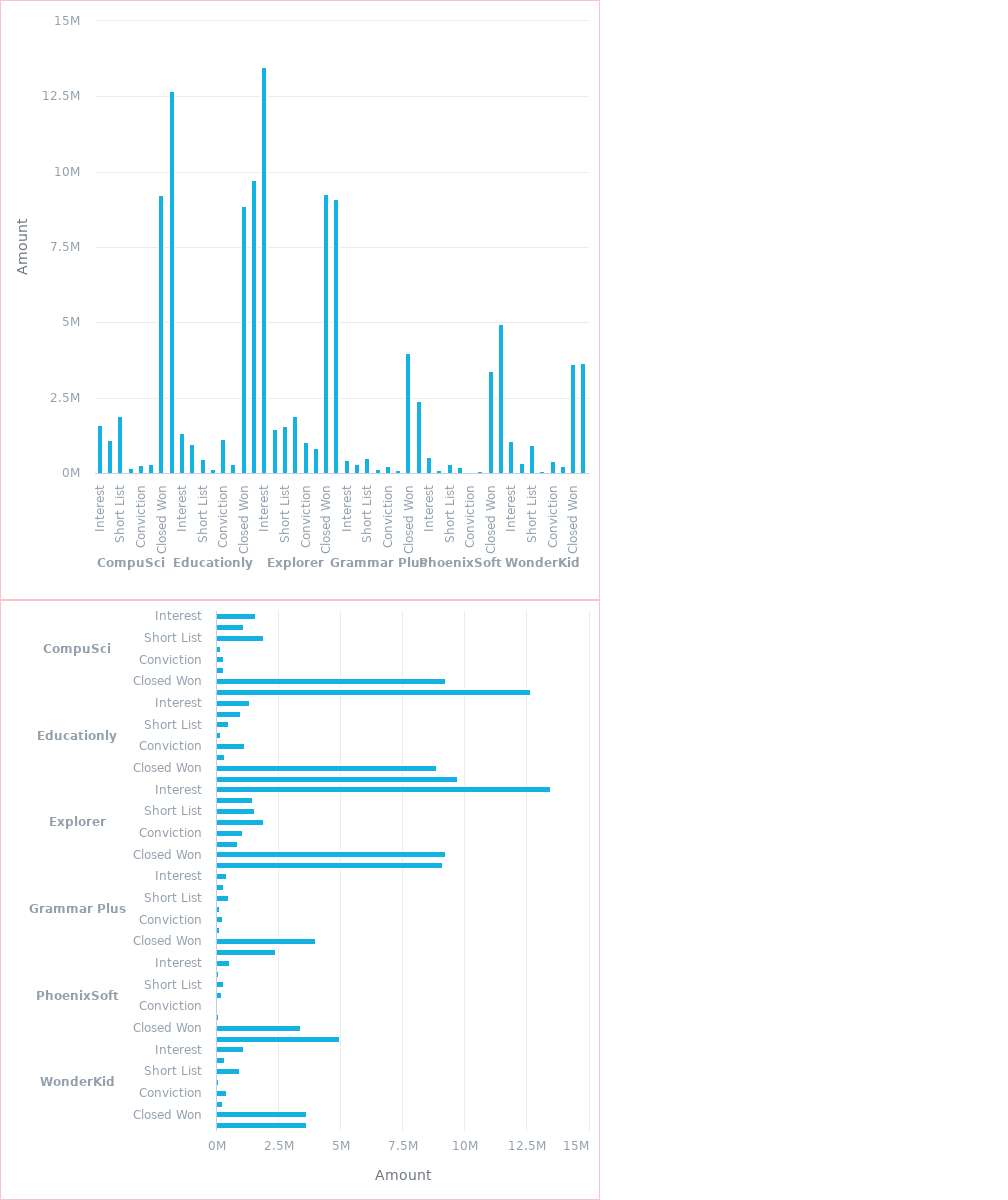 15M
12.5M
10M
7.5M
5M
2.5M
0M
Amount
Interest
Short List
Conviction
Closed Won
Interest
Short List
Conviction
Closed Won
Interest
Short List
Conviction
Closed Won
Interest
Short List
Conviction
Closed Won
Interest
Short List
Conviction
Closed Won
Interest
Short List
Conviction
Closed Won
CompuSci Educationly Explorer Grammar Plus PhoenixSoft WonderKid
CompuSci
Interest
Short List
Conviction
Closed Won
Educationly
Interest
Short List
Conviction
Closed Won
Explorer
Interest
Short List
Conviction
Closed Won
Grammar Plus
Interest
Short List
Conviction
Closed Won
PhoenixSoft
Interest
Short List
Conviction
Closed Won
WonderKid
Interest
Short List
Conviction
Closed Won
0M 2.5M 5M 7.5M 10M 12.5M 15M
Amount